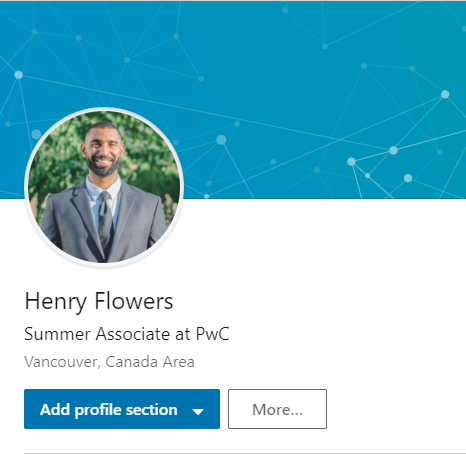 Henry Flowers
Summer Associate at PwC
Vancouver, Canada Area
Add profile section
More...